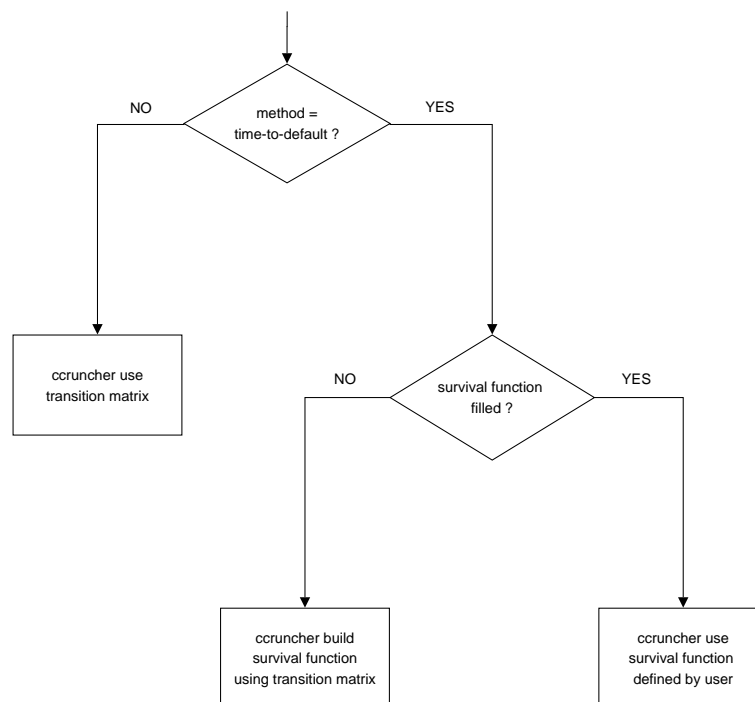 NO
method =
time-to-default ?
YES
ccruncher use
transition matrix
NO
survival function
filled ?
YES
ccruncher build
survival function
using transition matrix
ccruncher use
survival function
defined by user